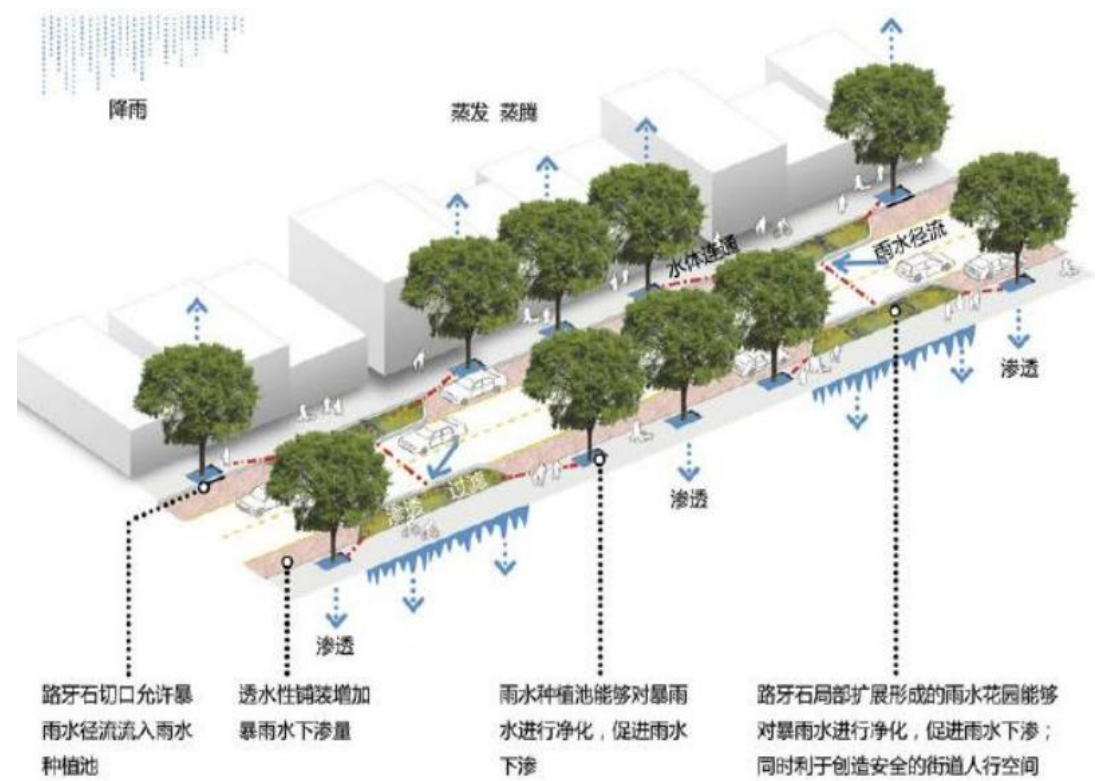 降雨
蒸发 蒸腾
水体连通
雨水径流
渗透
渗透
过滤
渗透
路牙石切口允许暴
雨水径流流入雨水
种植池
透水性铺装增加
暴雨水下渗量
雨水种植池能够对暴雨
水进行净化，促进雨水
下渗
路牙石局部扩展形成的雨水花园能够
对暴雨水进行净化，促进雨水下渗；
同时利于创造安全的街道人行空间